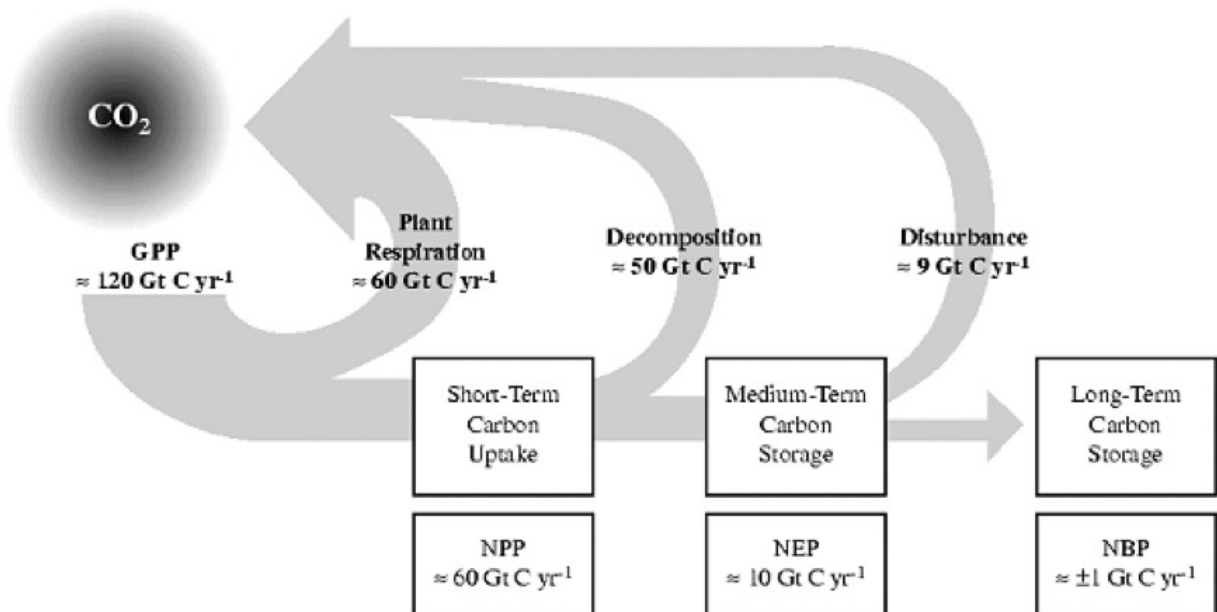 CO₂
GPP
≈ 120 Gt C yr⁻¹
Plant
Respiration
≈ 60 Gt C yr⁻¹
Decomposition
≈ 50 Gt C yr⁻¹
Disturbance
≈ 9 Gt C yr⁻¹
Short-Term
Carbon
Uptake
Medium-Term
Carbon
Storage
Long-Term
Carbon
Storage
NPP
≈ 60 Gt C yr⁻¹
NEP
≈ 10 Gt C yr⁻¹
NBP
≈ ±1 Gt C yr⁻¹